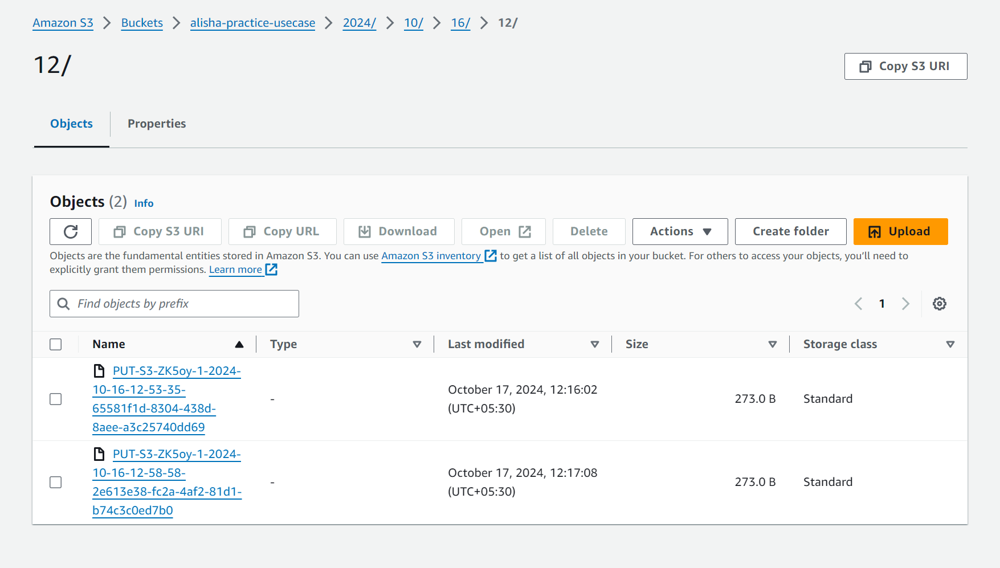 Amazon S3 > Buckets > alisha-practice-usecase > 2024/ > 10/ > 16/ > 12/
12/
Copy S3 URI
Objects Properties
Objects (2) Info
Copy S3 URI Copy URL Download Open Delete Actions Create folder Upload
Objects are the fundamental entities stored in Amazon S3. You can use Amazon S3 inventory to get a list of all objects in your bucket. For others to access your objects, you’ll need to
explicitly grant them permissions. Learn more
Find objects by prefix
1
Name Type Last modified Size Storage class
PUT-S3-ZK5oy-1-2024-
10-16-12-53-35-
65581f1d-8304-438d-
8aee-a3c25740dd69
-
October 17, 2024, 12:16:02
(UTC+05:30)
273.0 B
Standard
PUT-S3-ZK5oy-1-2024-
10-16-12-58-58-
2e613e38-fc2a-4af2-81d1-
b74c3c0ed7b0
-
October 17, 2024, 12:17:08
(UTC+05:30)
273.0 B
Standard